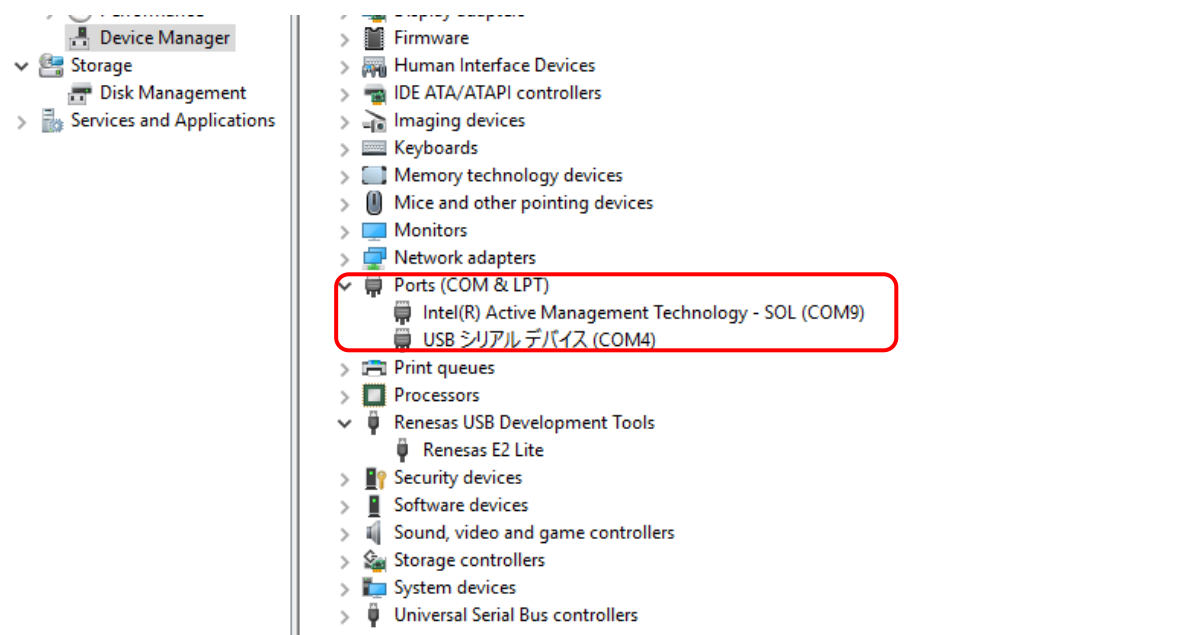 Device Manager
Storage
Disk Management
Services and Applications
Firmware
Human Interface Devices
IDE ATA/ATAPI controllers
Imaging devices
Keyboards
Memory technology devices
Mice and other pointing devices
Monitors
Network adapters
Ports (COM & LPT)
Intel(R) Active Management Technology - SOL (COM9)
USB シリアル デバイス (COM4)
Print queues
Processors
Renesas USB Development Tools
Renesas E2 Lite
Security devices
Software devices
Sound, video and game controllers
Storage controllers
System devices
Universal Serial Bus controllers